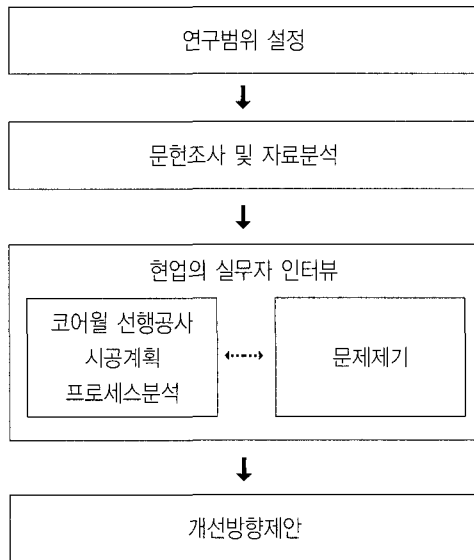 연구범위 설정
문헌조사 및 자료분석
현업의 실무자 인터뷰
코어월 선행공사
시공계획
프로세스분석
문제제기
개선방향제안